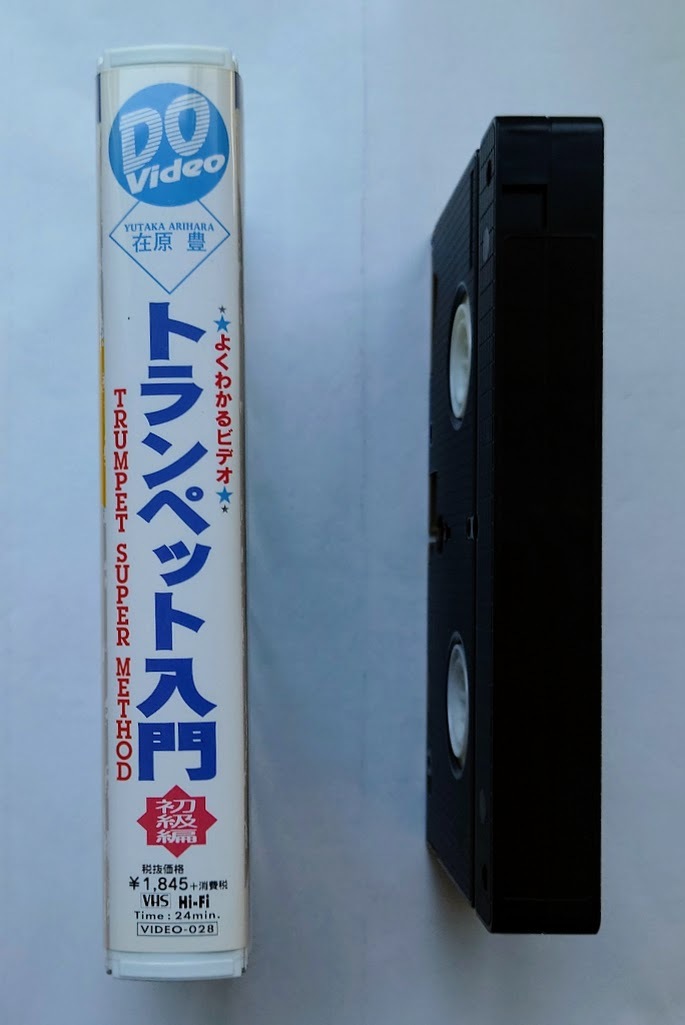 DO
Video
YUTAKA ARIHARA
在原 豊
★★よくわかるビデオ★★
トランペット入門
TRUMPET SUPER METHOD
初級編
税抜価格
¥1,845+消費税
VHS Hi-Fi
Time : 24min.
VIDEO-028